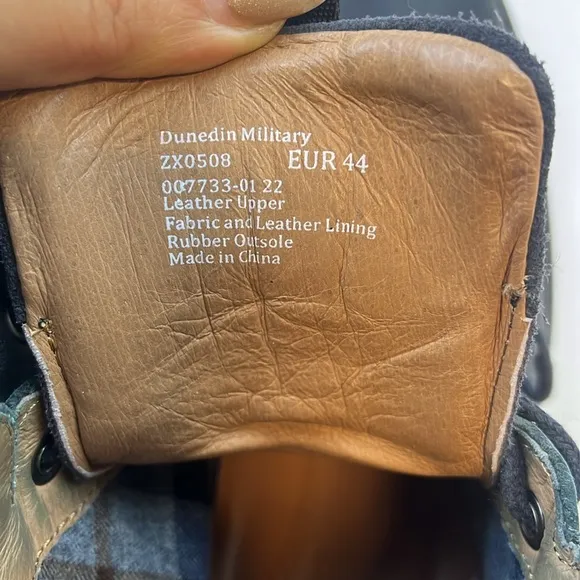 Dunedin Military
ZX0508 EUR 44
007733-01 22
Leather Upper
Fabric and Leather Lining
Rubber Outsole
Made in China